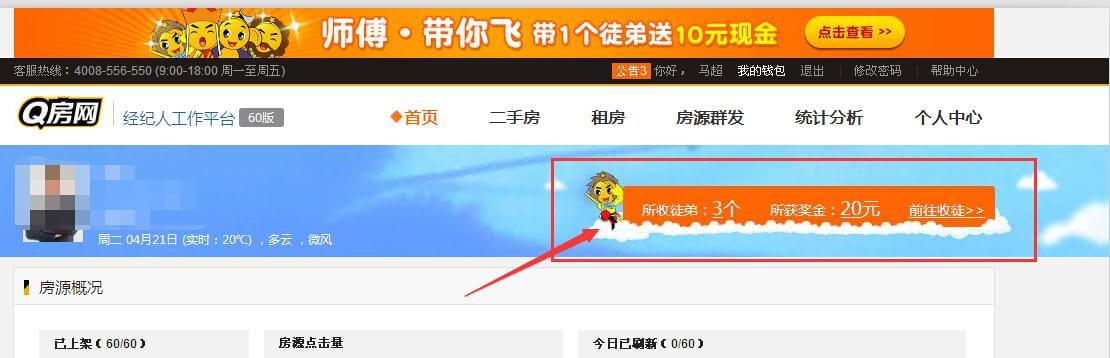 师傅·带你飞 带1个徒弟送10元现金 点击查看 >>
客服热线：4008-556-550 (9:00-18:00 周一至周五) 公告3 你好， 马超 我的钱包 退出 | 修改密码 | 帮助中心
Q房网 经纪人工作平台 60版 ◆首页 二手房 租房 房源群发 统计分析 个人中心
所收徒弟：3个 所获奖金：20元 前往收徒>>
周二 04月21日 (实时：20℃) ，多云 ，微风
房源概况
已上架（60/60） 房源点击量 今日已刷新（0/60）